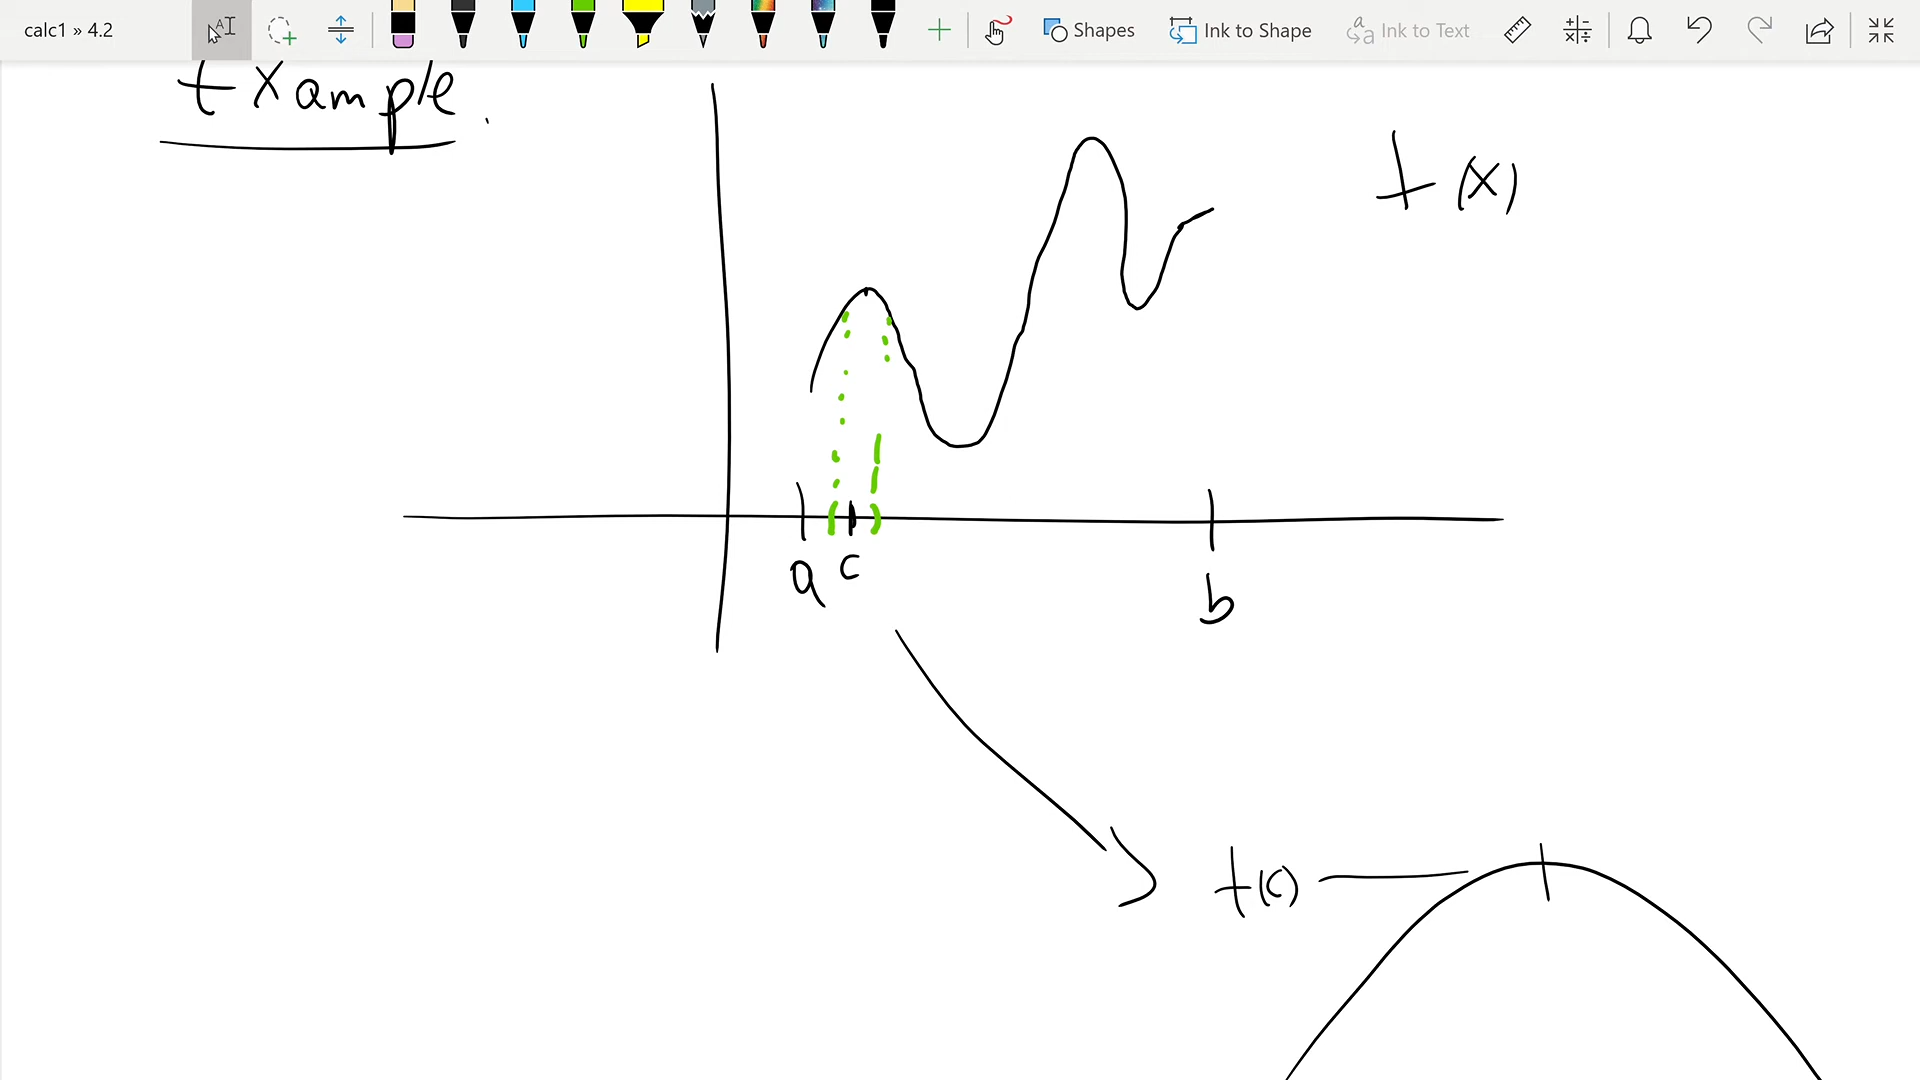 calc1 » 4.2
Shapes
Ink to Shape
Ink to Text
Example.
f(x)
a
c
b
f(c)